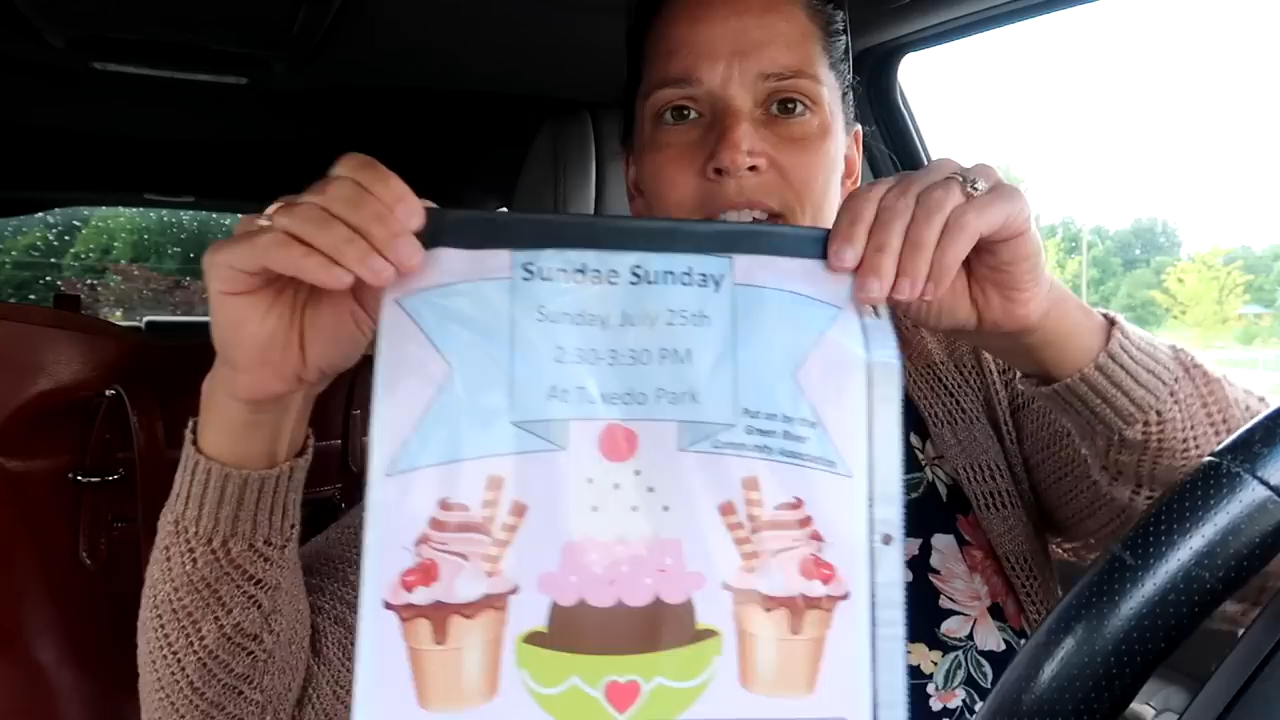 Sundae Sunday
Sunday, July 25th
2:30-3:30 PM
At Tuxedo Park
Put on by the
Green River
Community Association